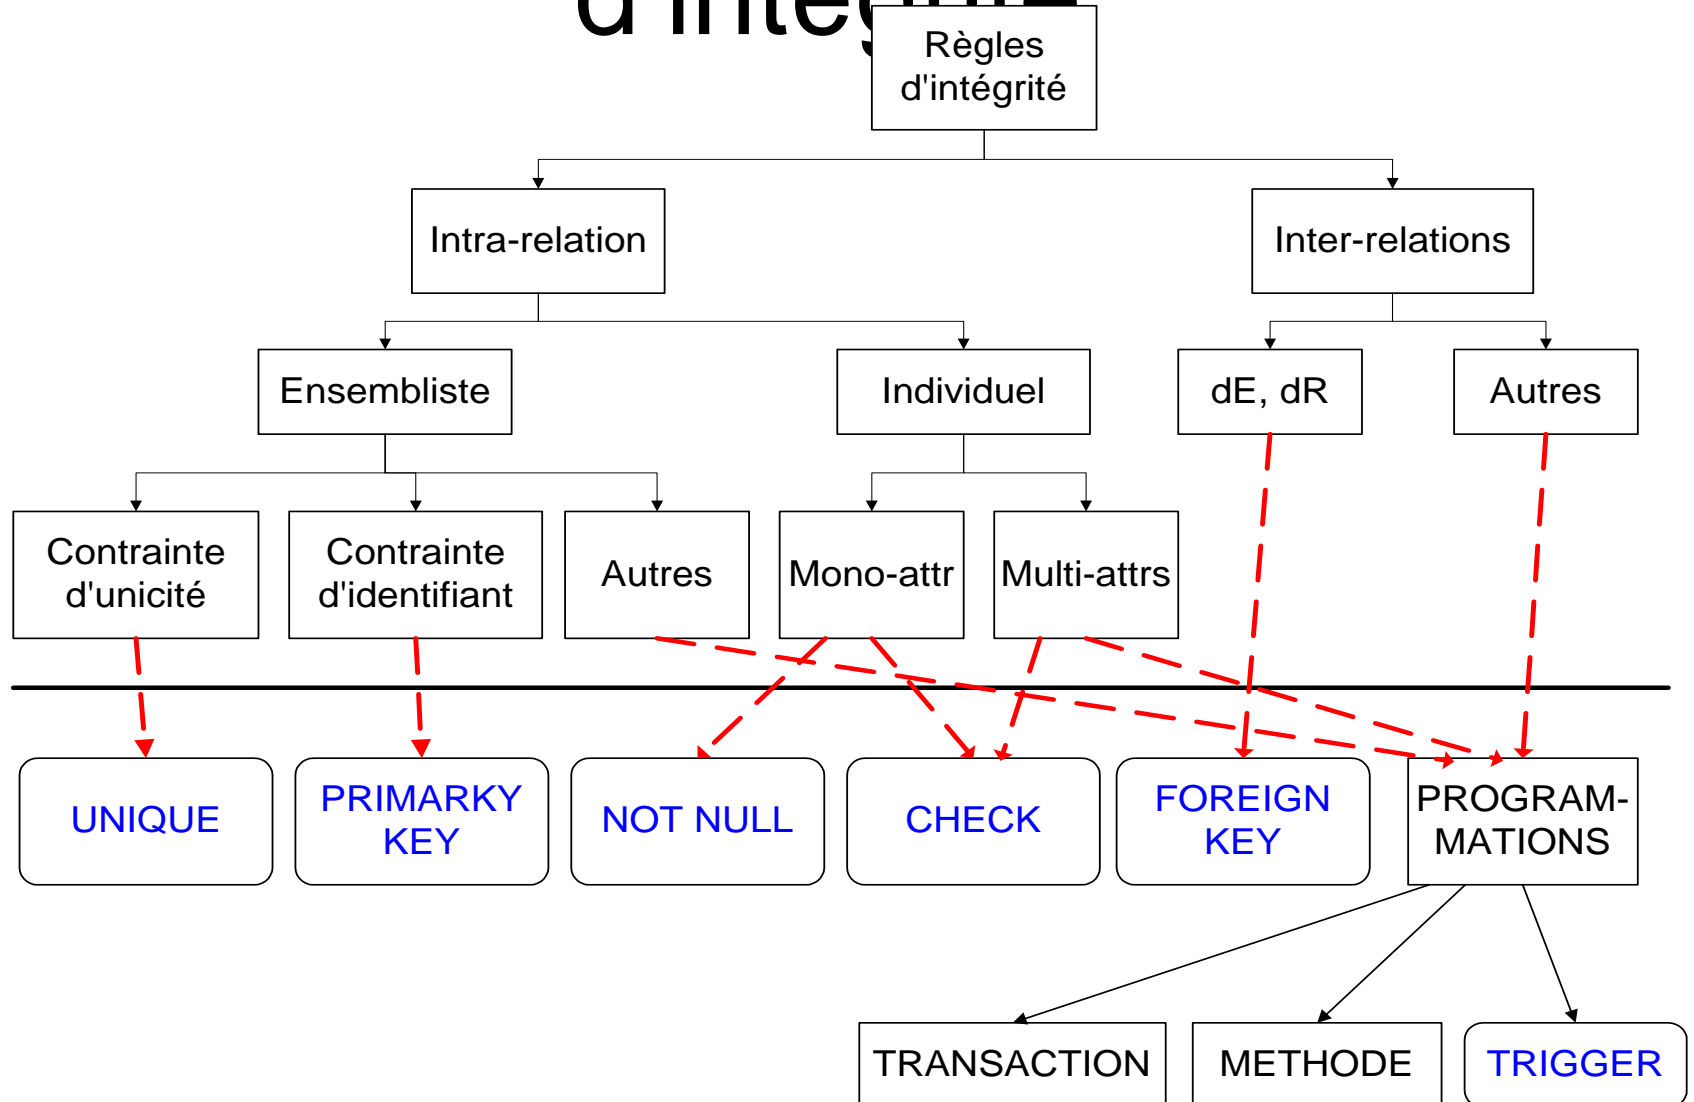 d'intégrité
Règles
d'intégrité
Intra-relation
Inter-relations
Ensembliste
Individuel
dE, dR
Autres
Contrainte
d'unicité
Contrainte
d'identifiant
Autres
Mono-attr
Multi-attrs
UNIQUE
PRIMARKY
KEY
NOT NULL
CHECK
FOREIGN
KEY
PROGRAM-
MATIONS
TRANSACTION
METHODE
TRIGGER